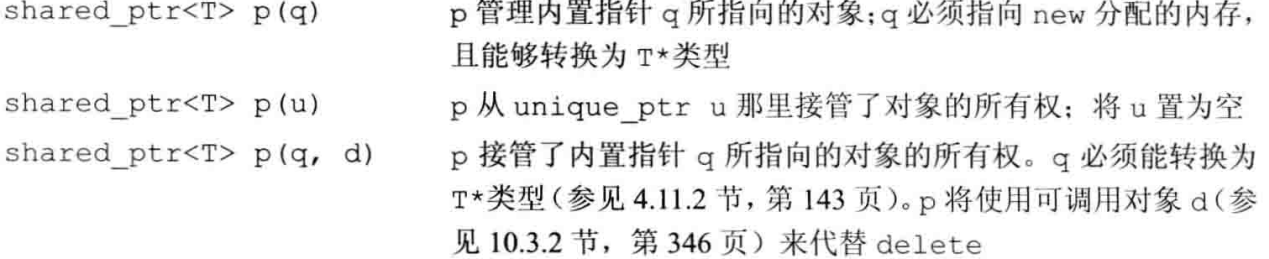 shared_ptr<T> p(q) p 管理内置指针 q 所指向的对象;q 必须指向 new 分配的内存,
且能够转换为 T*类型
shared_ptr<T> p(u) p 从 unique_ptr u 那里接管了对象的所有权；将 u 置为空
shared_ptr<T> p(q, d) p 接管了内置指针 q 所指向的对象的所有权。q 必须能转换为
T*类型（参见 4.11.2 节，第 143 页）。p 将使用可调用对象 d（参
见 10.3.2 节，第 346 页）来代替 delete